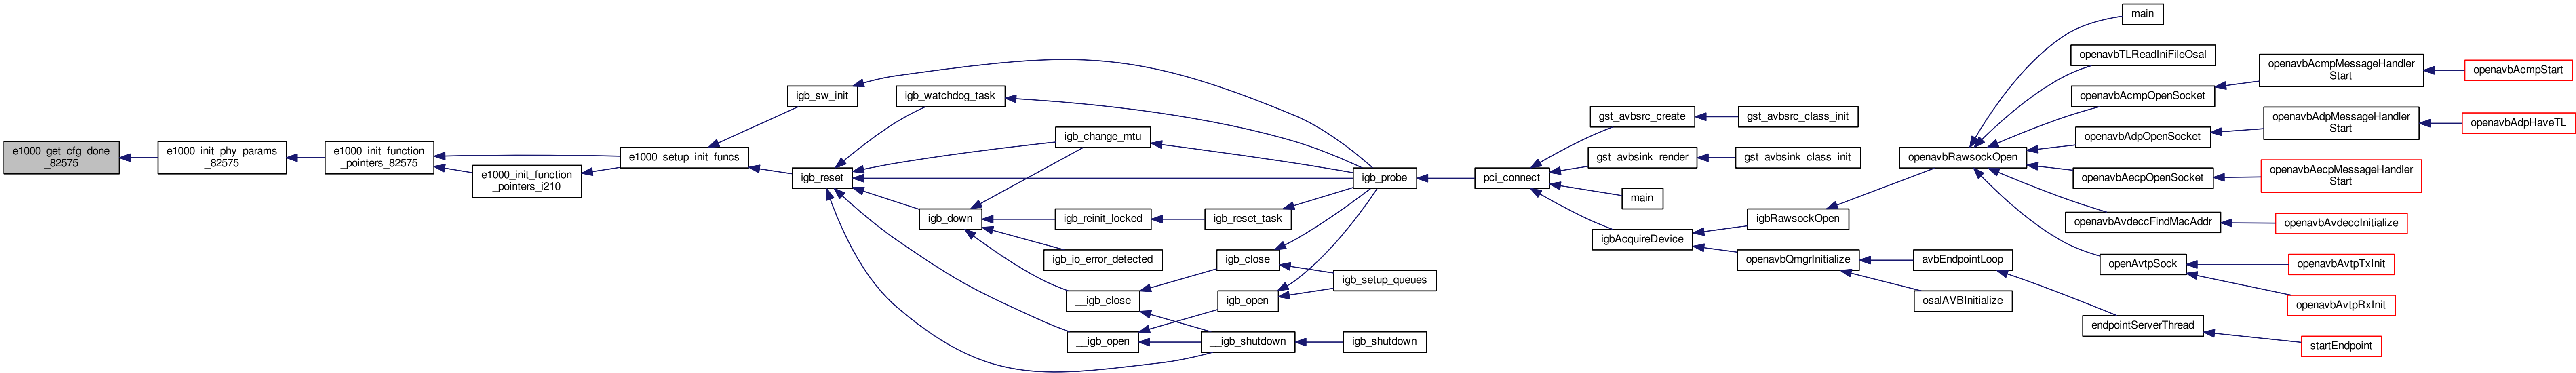 e1000_get_cfg_done
_82575
e1000_init_phy_params
_82575
e1000_init_function
_pointers_82575
e1000_init_function
_pointers_i210
e1000_setup_init_funcs
igb_sw_init
igb_reset
igb_watchdog_task
igb_change_mtu
igb_down
igb_reinit_locked
igb_io_error_detected
__igb_close
__igb_open
igb_reset_task
igb_close
igb_open
__igb_shutdown
igb_probe
igb_setup_queues
igb_shutdown
pci_connect
gst_avbsrc_create
gst_avbsink_render
main
igbAcquireDevice
gst_avbsrc_class_init
gst_avbsink_class_init
igbRawsockOpen
openavbQmgrInitialize
avbEndpointLoop
osalAVBInitialize
openavbRawsockOpen
main
openavbTLReadIniFileOsal
openavbAcmpOpenSocket
openavbAdpOpenSocket
openavbAecpOpenSocket
openavbAvdeccFindMacAddr
openAvtpSock
endpointServerThread
openavbAcmpMessageHandler
Start
openavbAdpMessageHandler
Start
openavbAecpMessageHandler
Start
openavbAvdeccInitialize
openavbAvtpTxInit
openavbAvtpRxInit
startEndpoint
openavbAcmpStart
openavbAdpHaveTL